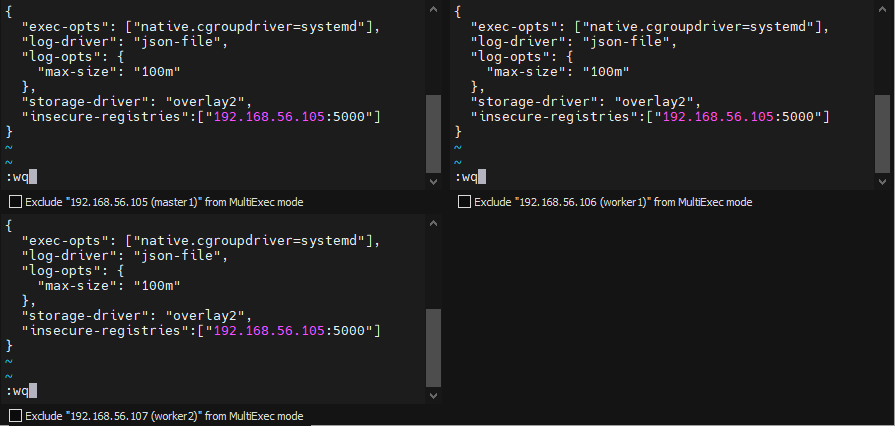 {
  "exec-opts": ["native.cgroupdriver=systemd"],
  "log-driver": "json-file",
  "log-opts": {
    "max-size": "100m"
  },
  "storage-driver": "overlay2",
  "insecure-registries":["192.168.56.105:5000"]
}
~
~
:wq
Exclude "192.168.56.105 (master1)" from MultiExec mode
{
  "exec-opts": ["native.cgroupdriver=systemd"],
  "log-driver": "json-file",
  "log-opts": {
    "max-size": "100m"
  },
  "storage-driver": "overlay2",
  "insecure-registries":["192.168.56.105:5000"]
}
~
~
:wq
Exclude "192.168.56.106 (worker1)" from MultiExec mode
{
  "exec-opts": ["native.cgroupdriver=systemd"],
  "log-driver": "json-file",
  "log-opts": {
    "max-size": "100m"
  },
  "storage-driver": "overlay2",
  "insecure-registries":["192.168.56.105:5000"]
}
~
~
:wq
Exclude "192.168.56.107 (worker2)" from MultiExec mode